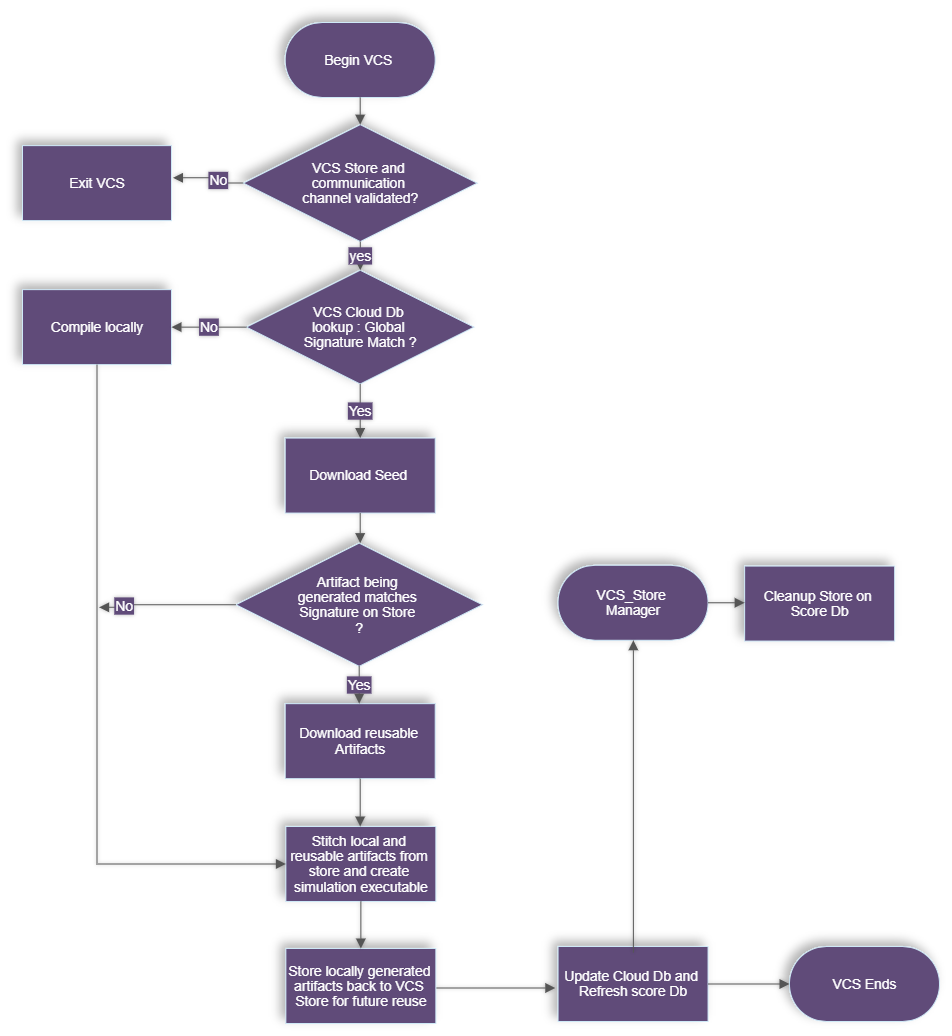 Begin VCS
VCS Store and
communication
channel validated?
No
Exit VCS
yes
VCS Cloud Db
lookup : Global
Signature Match ?
No
Compile locally
Yes
Download Seed
Artifact being
generated matches
Signature on Store
?
No
Yes
Download reusable
Artifacts
Stitch local and
reusable artifacts from
store and create
simulation executable
Store locally generated
artifacts back to VCS
Store for future reuse
Update Cloud Db and
Refresh score Db
VCS_Store
Manager
Cleanup Store on
Score Db
VCS Ends